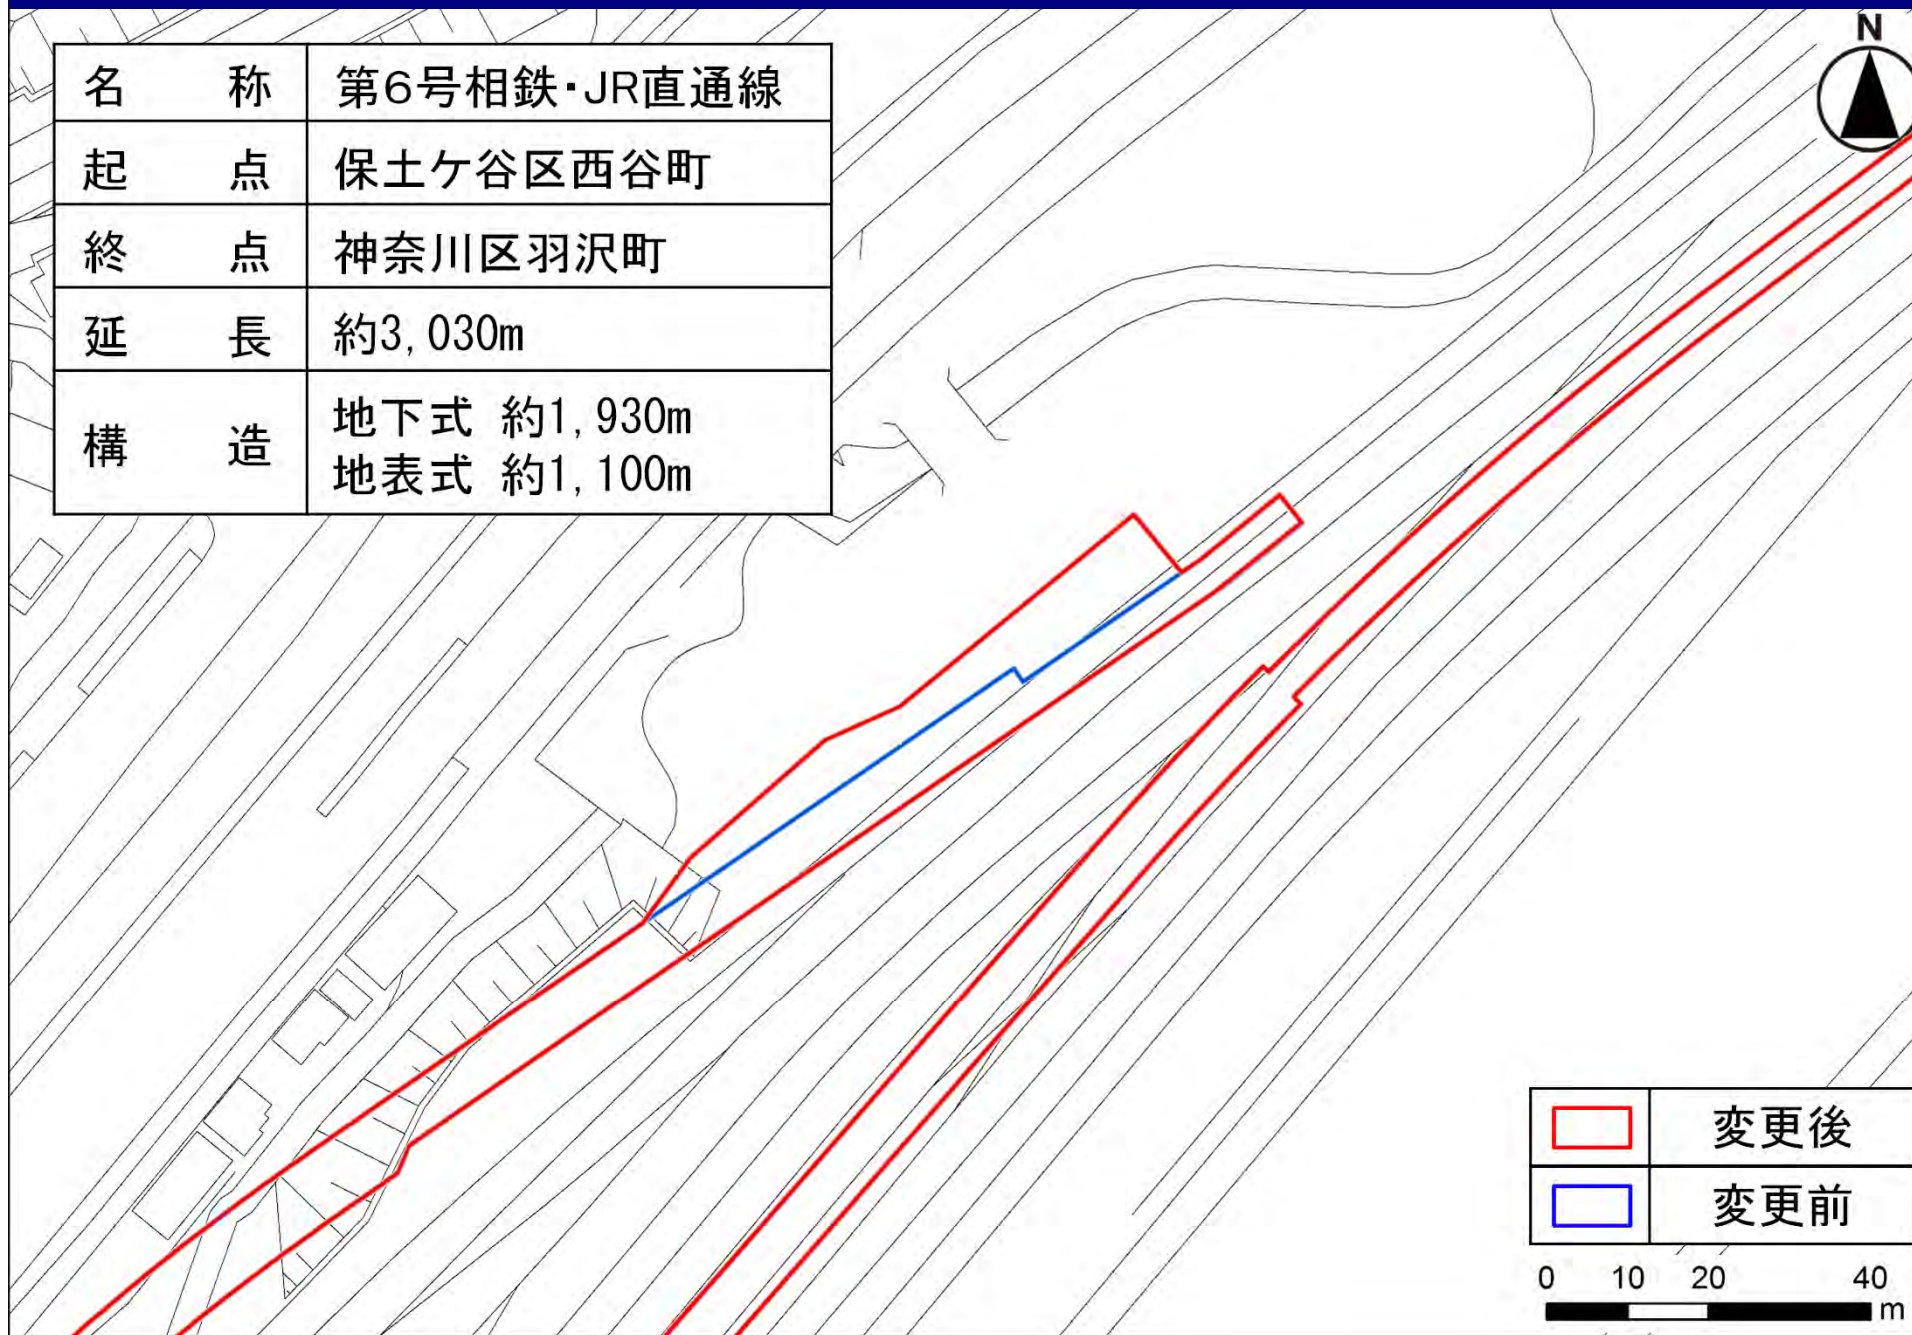 名 称 第6号相鉄・JR直通線
起 点 保土ケ谷区西谷町
終 点 神奈川区羽沢町
延 長 約3,030m
構 造 地下式 約1,930m
地表式 約1,100m
N
変更後
変更前
0 10 20 40
m